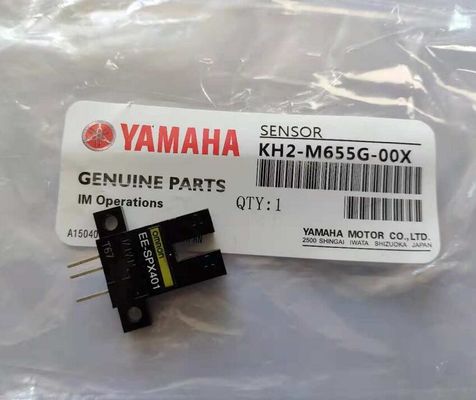 YAMAHA
GENUINE PARTS
IM Operations
SENSOR
KH2-M655G-00X
QTY:1
YAMAHA MOTOR CO.,LTD.
2500 SHINGAI IWATA SHIZUOKA, JAPAN
A15040
Omron
EE-SPX401
T67